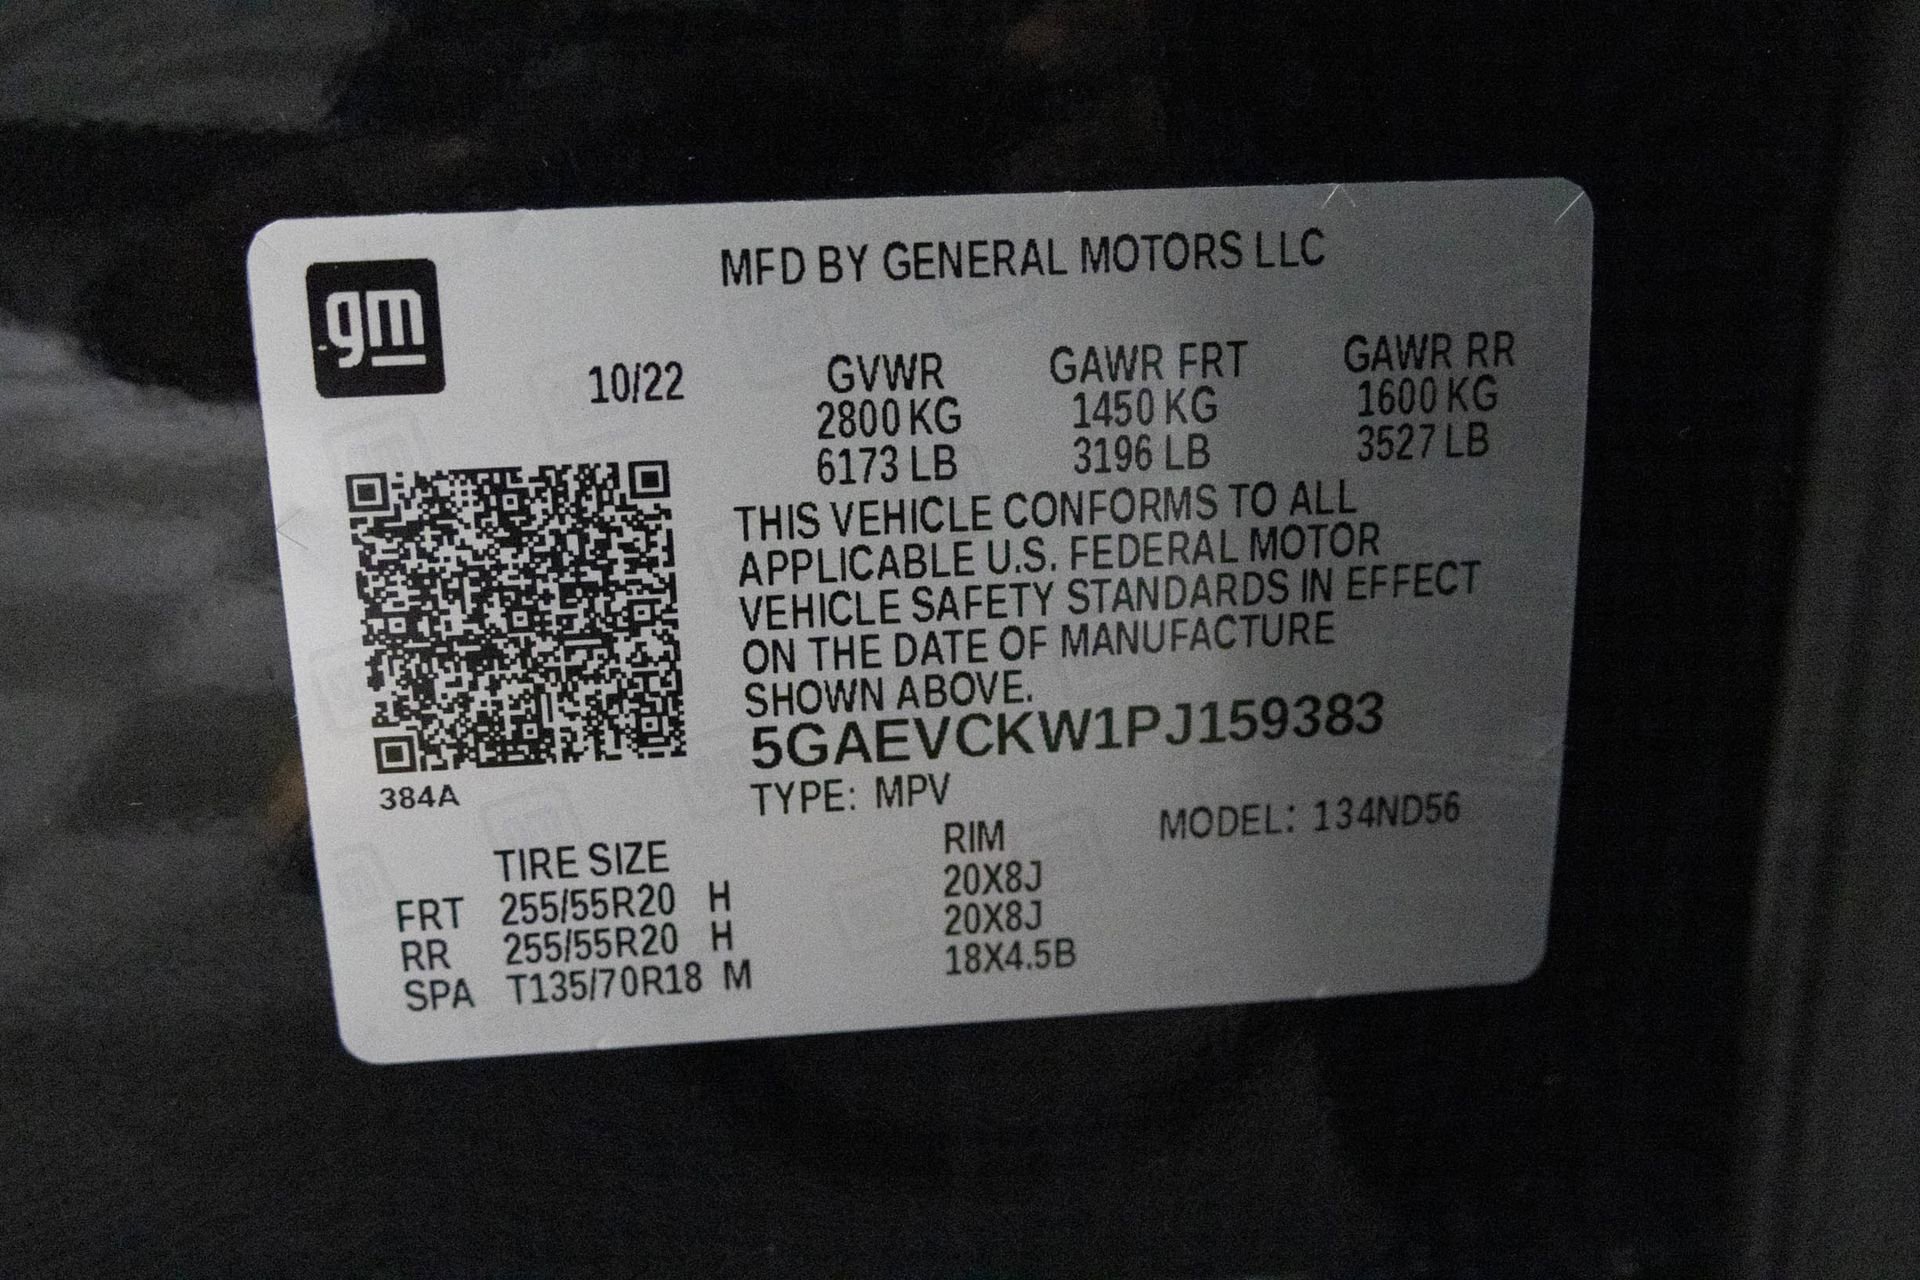 gm
MFD BY GENERAL MOTORS LLC
10/22 GVWR GAWR FRT GAWR RR
2800 KG 1450 KG 1600 KG
6173 LB 3196 LB 3527 LB
THIS VEHICLE CONFORMS TO ALL
APPLICABLE U.S. FEDERAL MOTOR
VEHICLE SAFETY STANDARDS IN EFFECT
ON THE DATE OF MANUFACTURE
SHOWN ABOVE.
5GAEVCKW1PJ159383
384A
TYPE: MPV MODEL: 134ND56
TIRE SIZE RIM
FRT 255/55R20 H 20X8J
RR 255/55R20 H 20X8J
SPA T135/70R18 M 18X4.5B